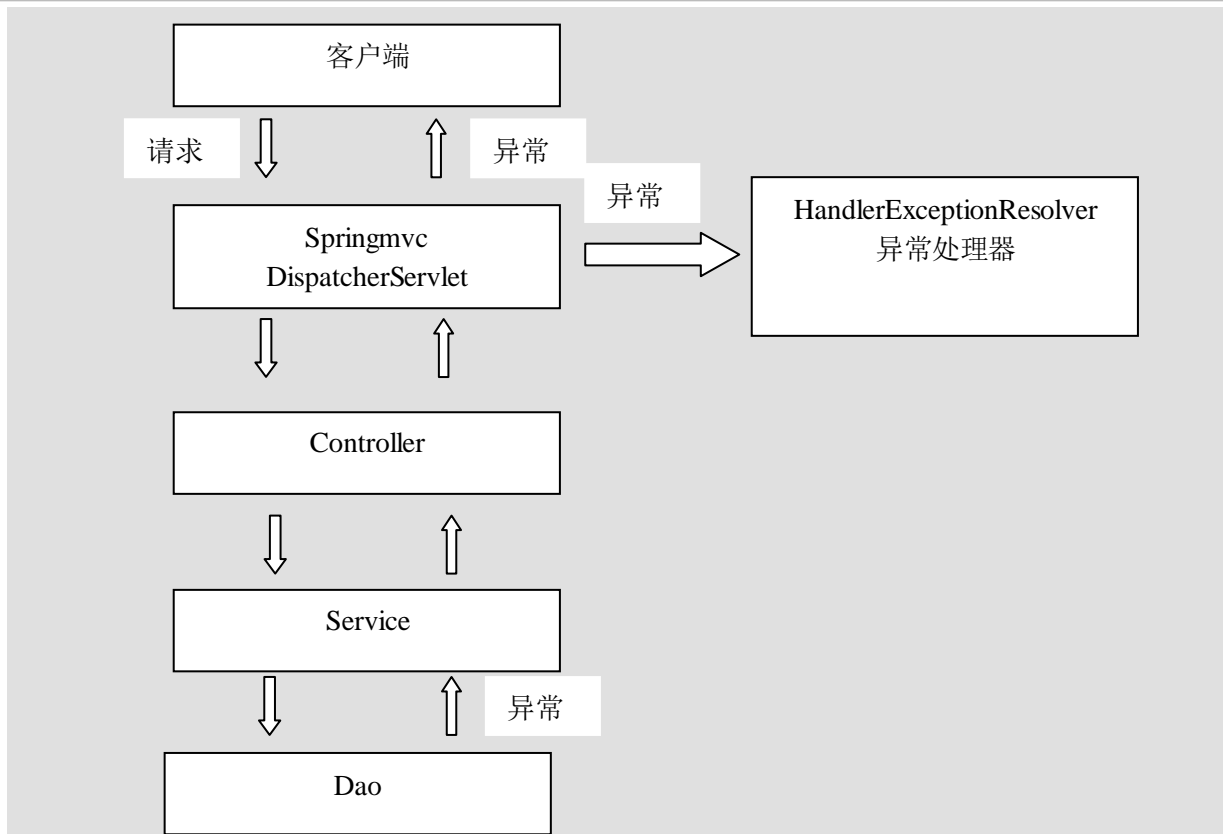 客户端
请求
异常
异常
Springmvc
DispatcherServlet
HandlerExceptionResolver
异常处理器
Controller
Service
异常
Dao